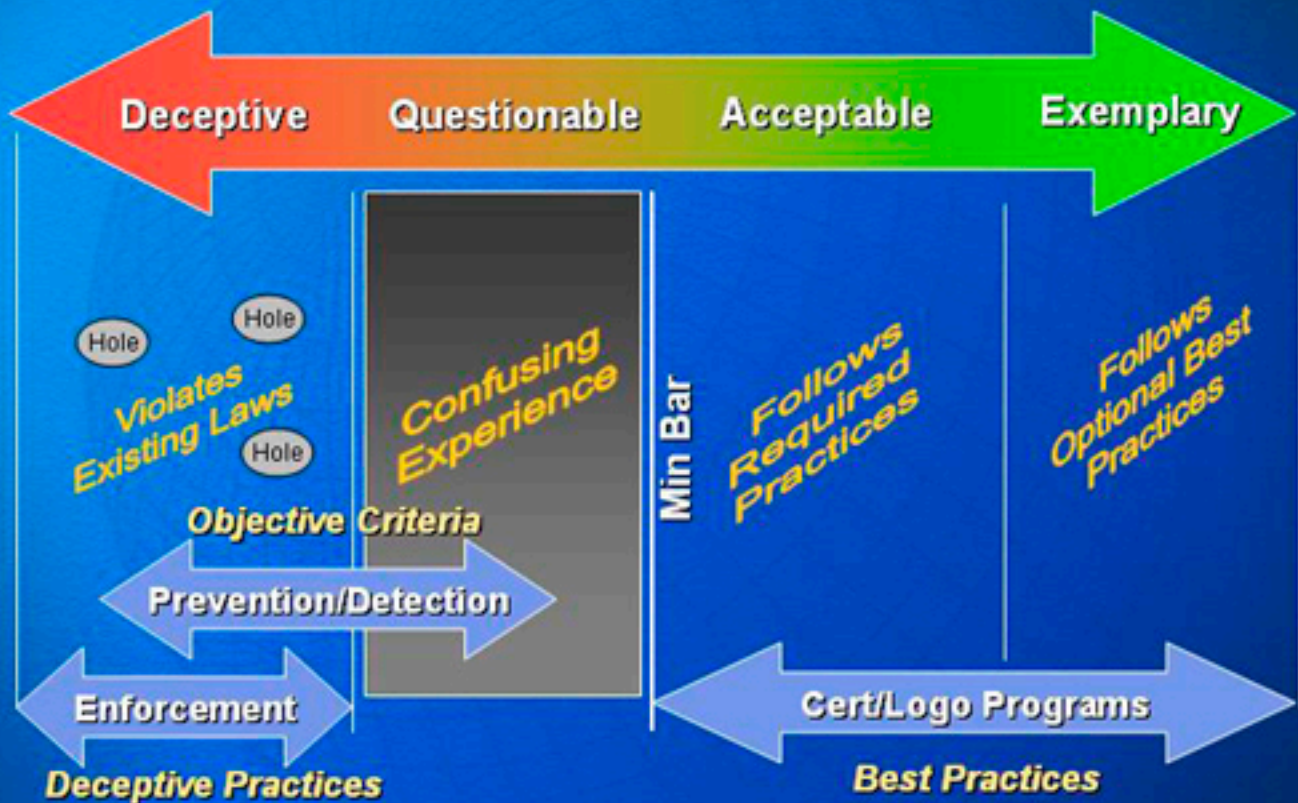 Deceptive Questionable Acceptable Exemplary
Hole
Hole
Violates
Existing Laws
Hole
Confusing
Experience
Min Bar
Follows
Required
Practices
Follows
Optional Best
Practices
Objective Criteria
Prevention/Detection
Enforcement
Cert/Logo Programs
Deceptive Practices
Best Practices